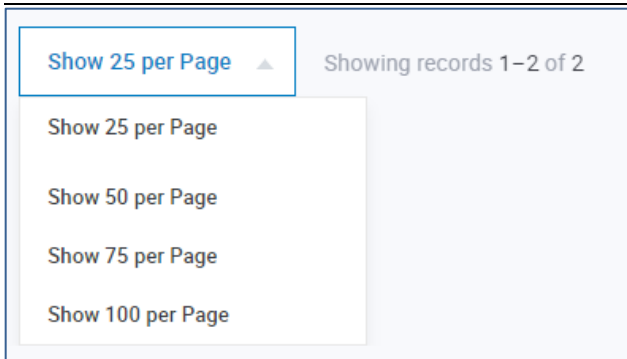 Show 25 per Page Showing records 1–2 of 2
Show 25 per Page
Show 50 per Page
Show 75 per Page
Show 100 per Page